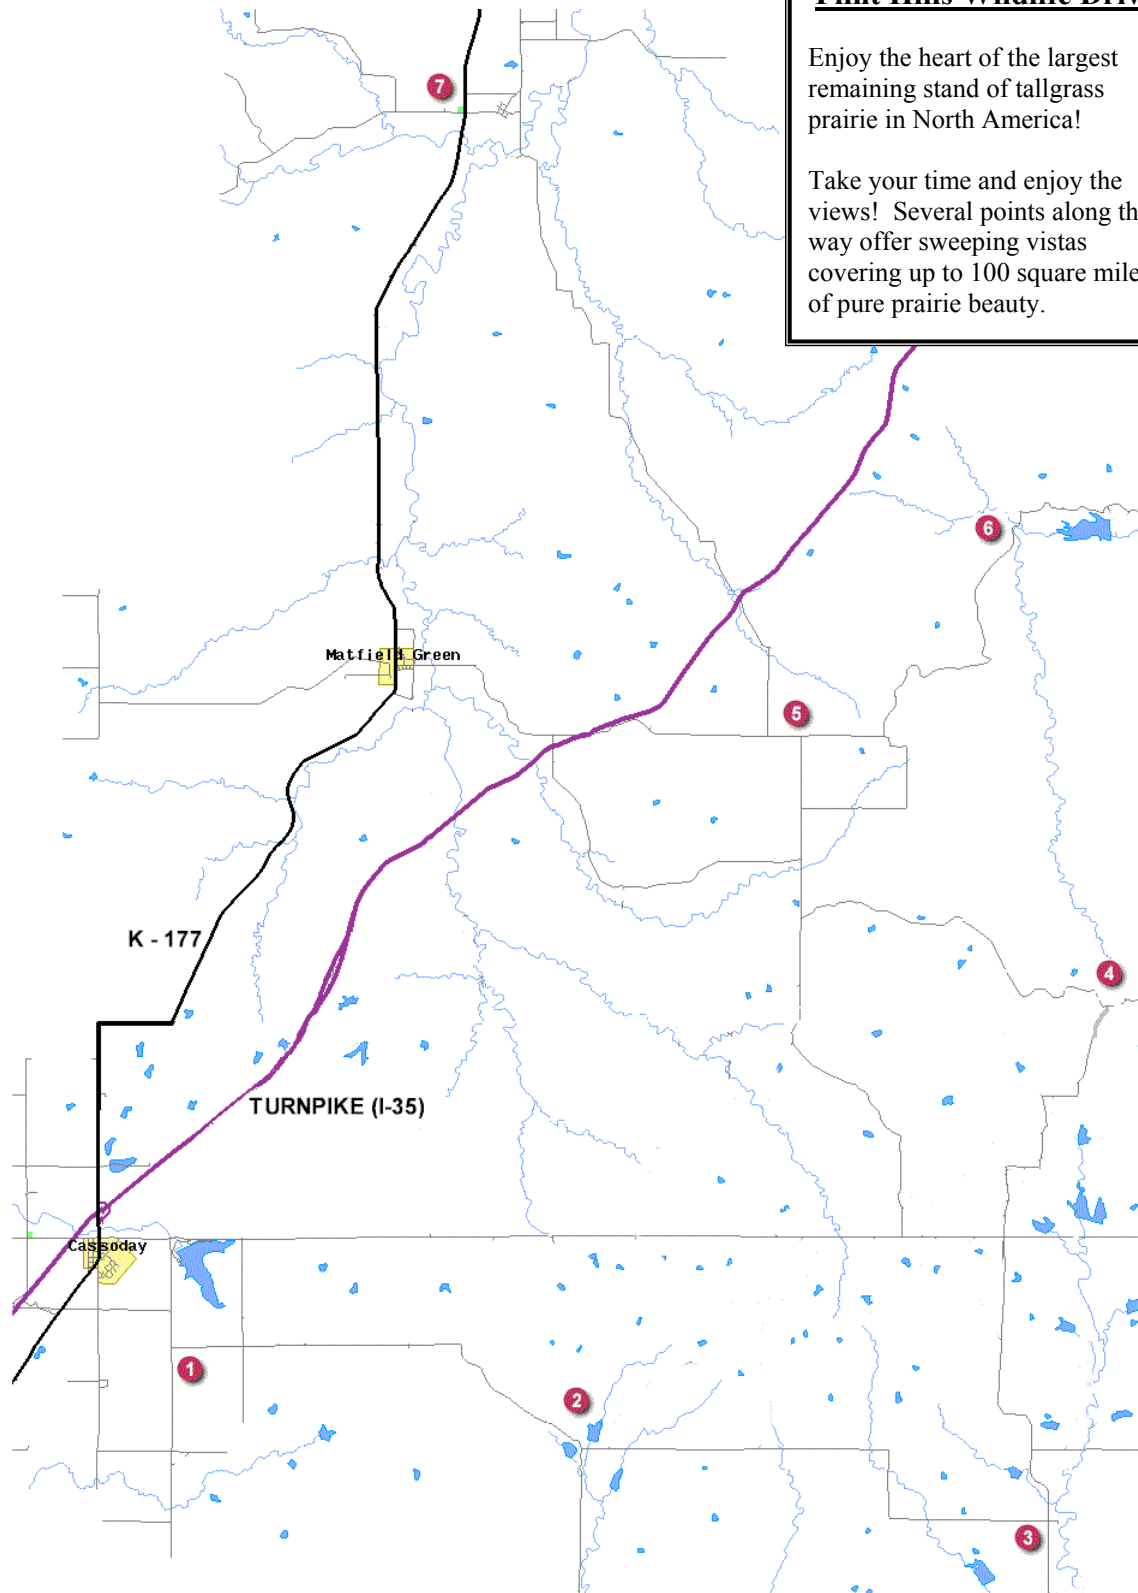 Enjoy the heart of the largest
remaining stand of tallgrass
prairie in North America!
Take your time and enjoy the
views! Several points along th
way offer sweeping vistas
covering up to 100 square mile
of pure prairie beauty.
7
6
Matfield Green
5
K - 177
4
TURNPIKE (I-35)
Cassoday
1
2
3